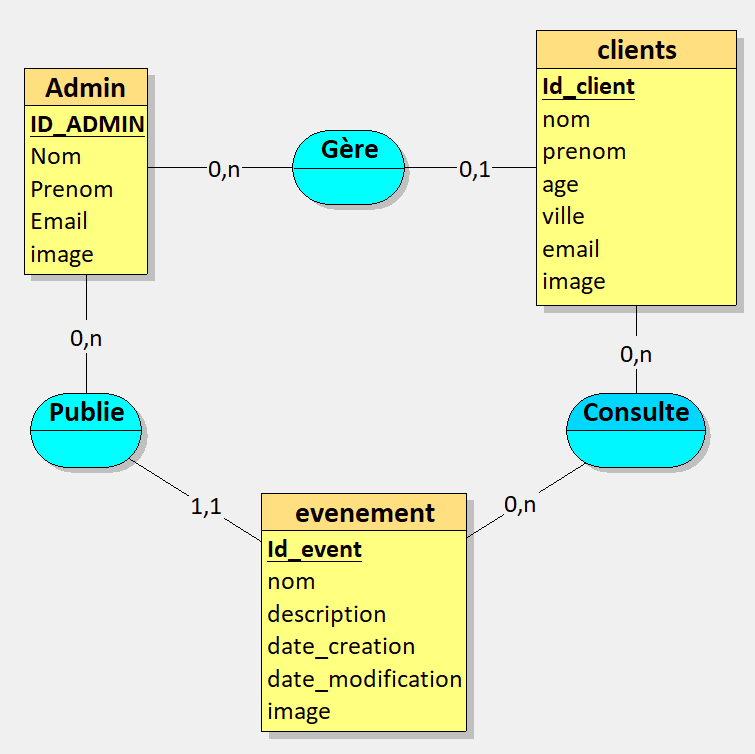 Admin
ID_ADMIN
Nom
Prenom
Email
image
0,n
Gère
0,1
clients
Id_client
nom
prenom
age
ville
email
image
0,n
Publie
1,1
0,n
Consulte
0,n
evenement
Id_event
nom
description
date_creation
date_modification
image